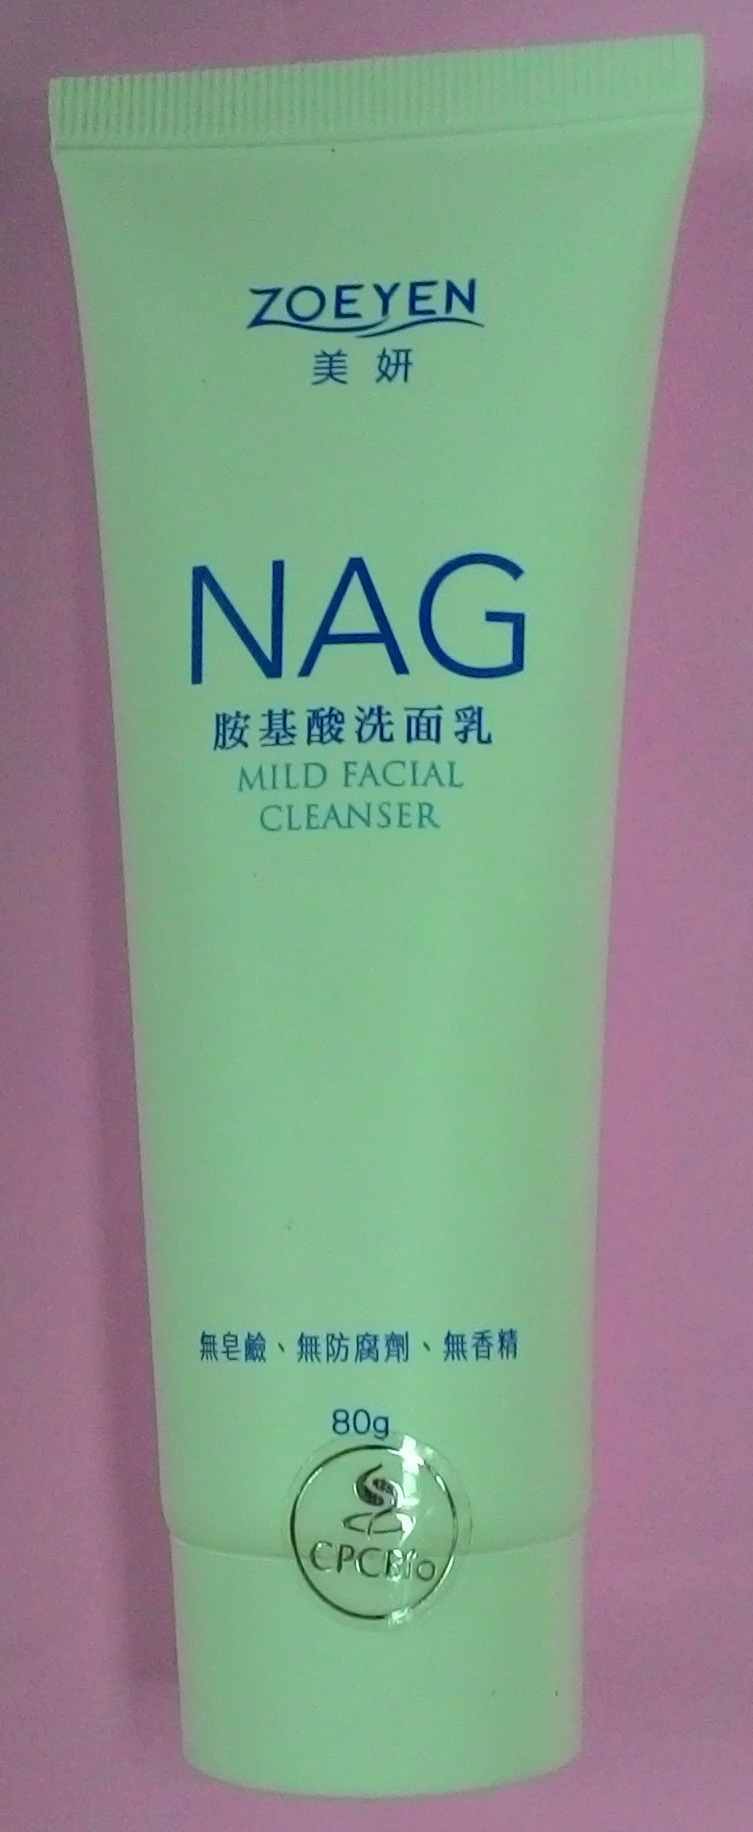 ZOEYEN
美妍
NAG
胺基酸洗面乳
MILD FACIAL
CLEANSER
無皂鹼、無防腐劑、無香精
80g
CPCBio